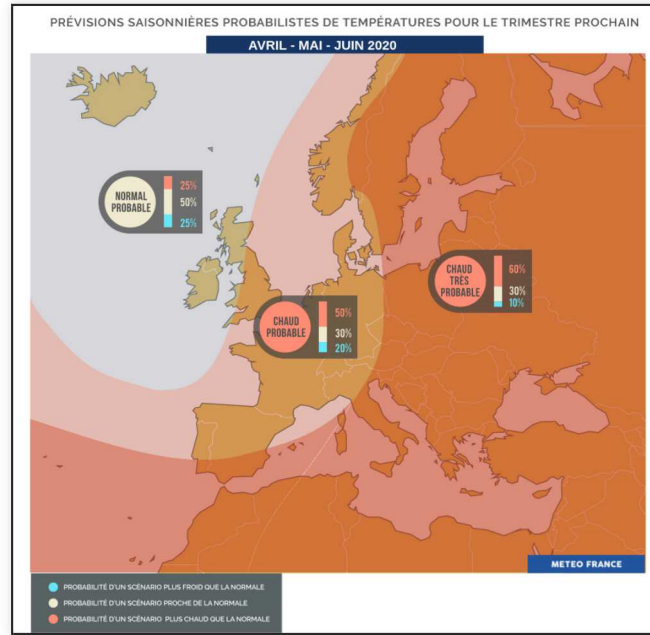 PRÉVISIONS SAISONNIÈRES PROBABILISTES DE TEMPÉRATURES POUR LE TRIMESTRE PROCHAIN
AVRIL - MAI - JUIN 2020
NORMAL
PROBABLE
25%
50%
25%
CHAUD
TRÈS
PROBABLE
60%
30%
10%
CHAUD
PROBABLE
50%
30%
20%
METEO FRANCE
PROBABILITÉ D'UN SCÉNARIO PLUS FROID QUE LA NORMALE
PROBABILITÉ D'UN SCÉNARIO PROCHE DE LA NORMALE
PROBABILITÉ D'UN SCÉNARIO PLUS CHAUD QUE LA NORMALE